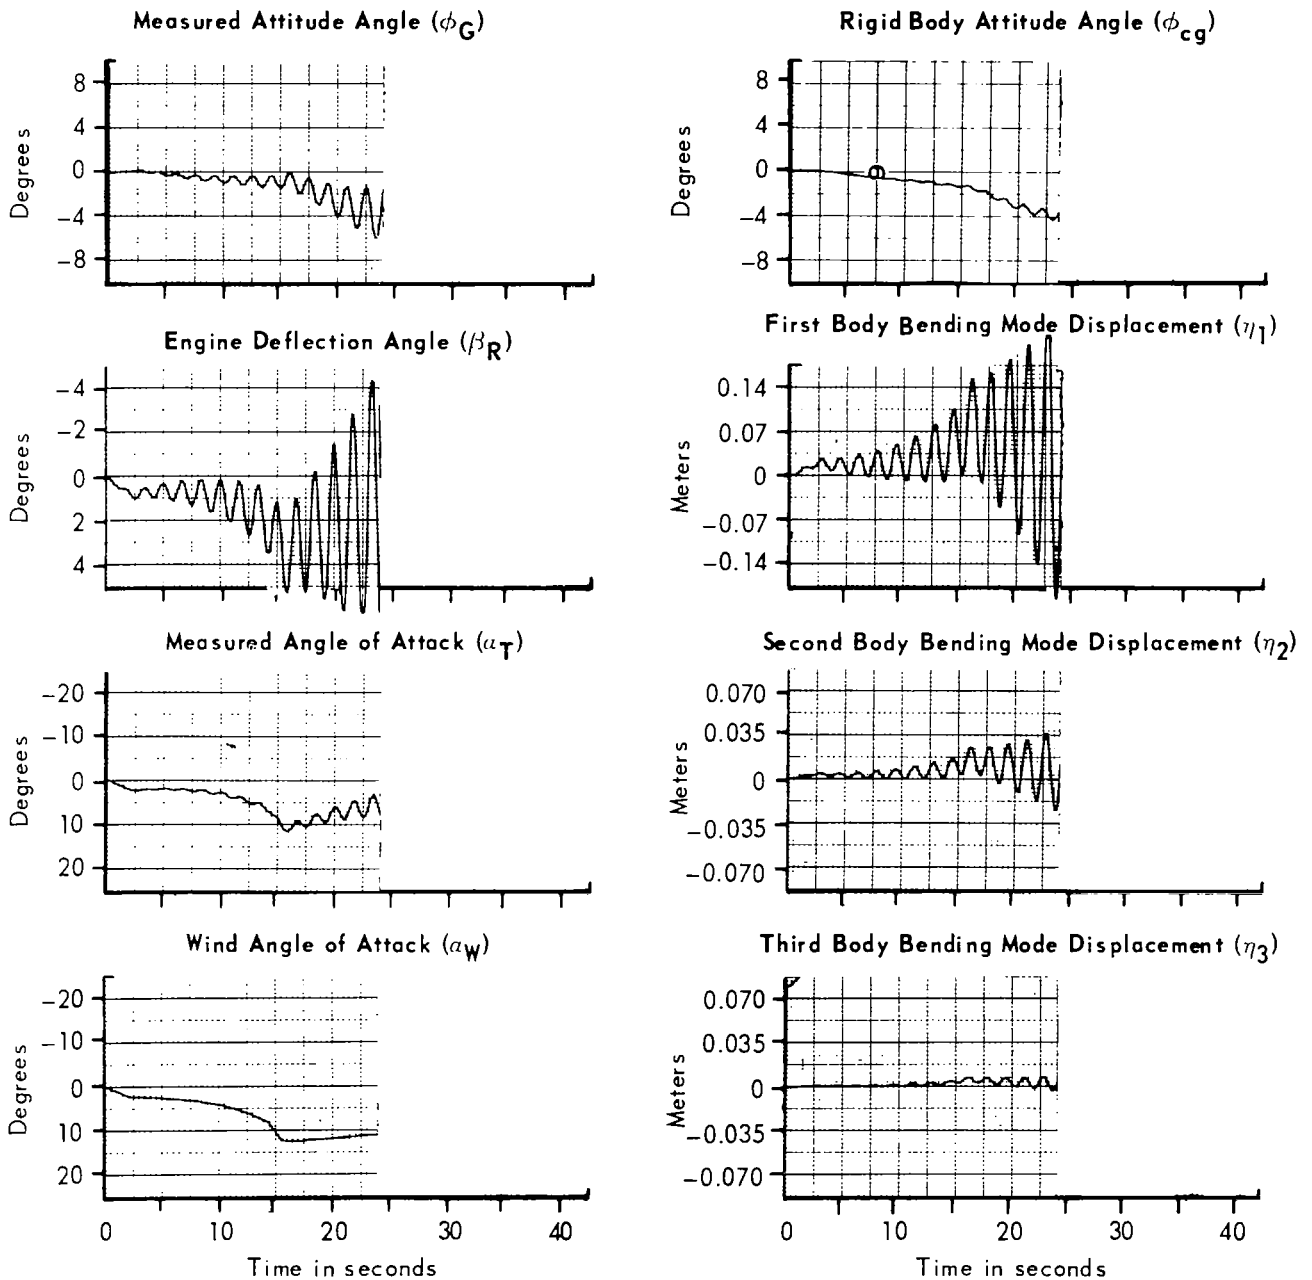 Measured Attitude Angle (ϕG)
8
4
0
−4
−8
Degrees
Rigid Body Attitude Angle (ϕcg)
8
4
0
−4
−8
Degrees
Engine Deflection Angle (βR)
−4
−2
0
2
4
Degrees
First Body Bending Mode Displacement (η1)
0.14
0.07
0
−0.07
−0.14
Meters
Measured Angle of Attack (αT)
−20
−10
0
10
20
Degrees
Second Body Bending Mode Displacement (η2)
0.070
0.035
0
−0.035
−0.070
Meters
Wind Angle of Attack (αW)
−20
−10
0
10
20
Degrees
0 10 20 30 40
Time in seconds
Third Body Bending Mode Displacement (η3)
0.070
0.035
0
−0.035
−0.070
Meters
0 10 20 30 40
Time in seconds